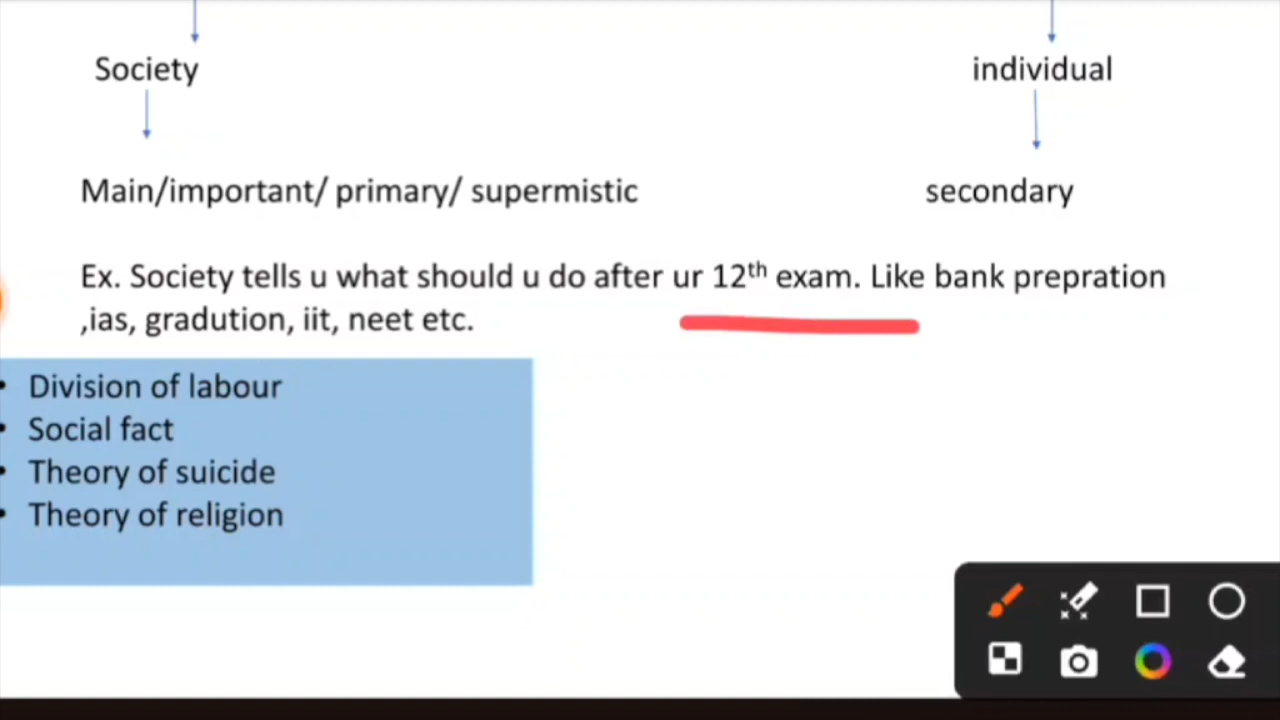 Society individual
Main/important/ primary/ supermistic secondary
Ex. Society tells u what should u do after ur 12th exam. Like bank prepration
,ias, gradution, iit, neet etc.
• Division of labour
• Social fact
• Theory of suicide
• Theory of religion